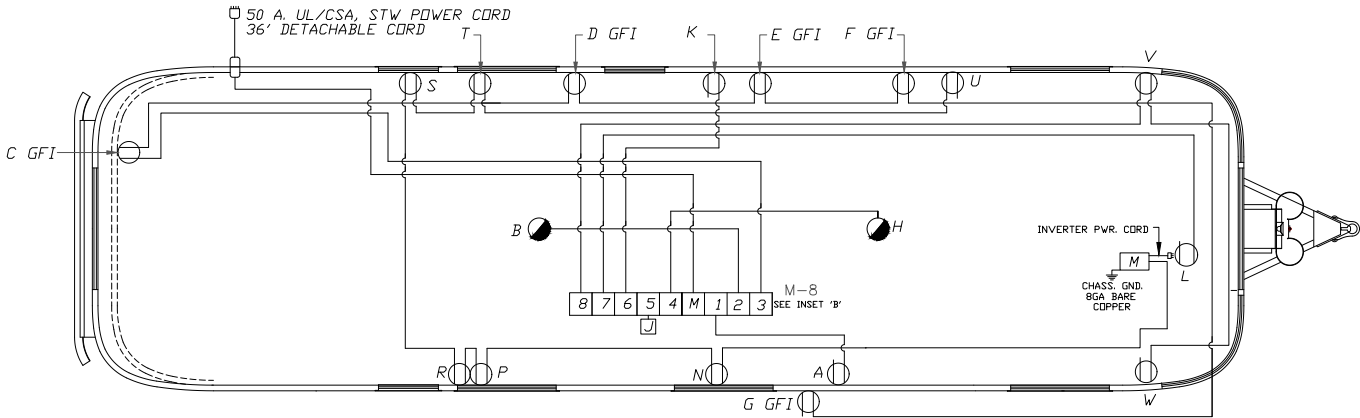 50 A. UL/CSA, STW POWER CORD
36' DETACHABLE CORD
T
D GFI
K
E GFI
F GFI
V
S
U
C GFI
B
H
INVERTER PWR. CORD
M
L
CHASS. GND.
8GA BARE
COPPER
M-8
SEE INSET 'B'
8 7 6 5 4 M 1 2 3
J
R
P
N
A
W
G GFI